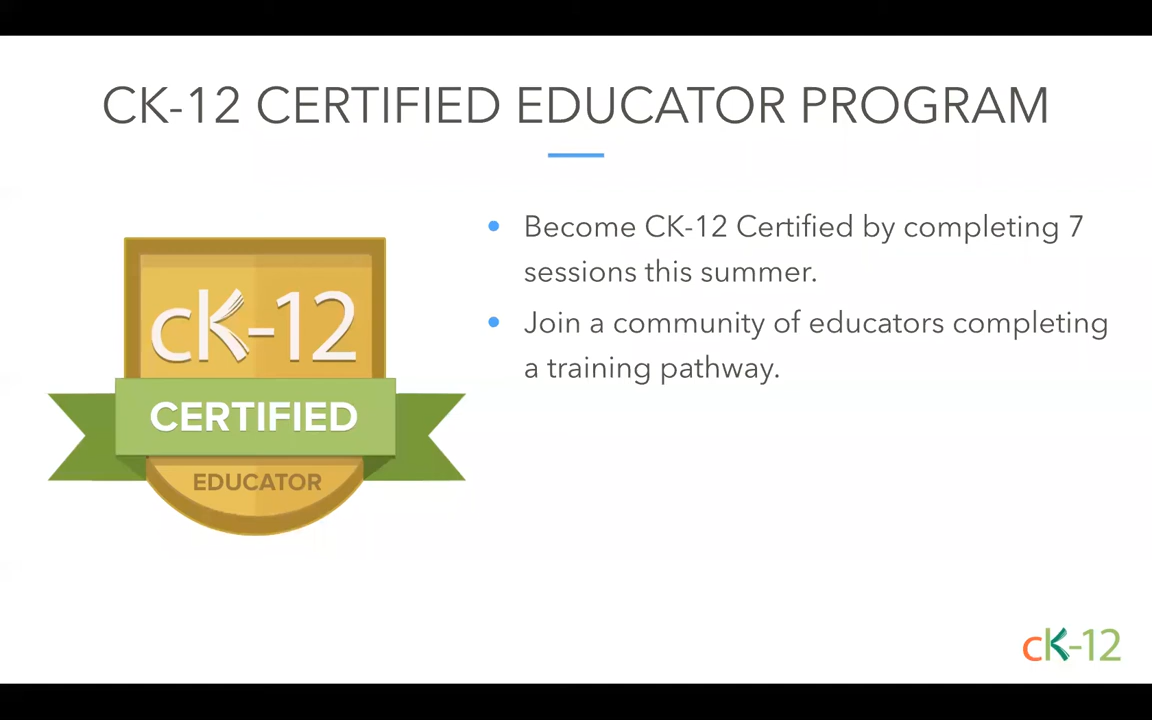 CK-12 CERTIFIED EDUCATOR PROGRAM
cK-12
CERTIFIED
EDUCATOR
Become CK-12 Certified by completing 7
sessions this summer.
Join a community of educators completing
a training pathway.
cK-12